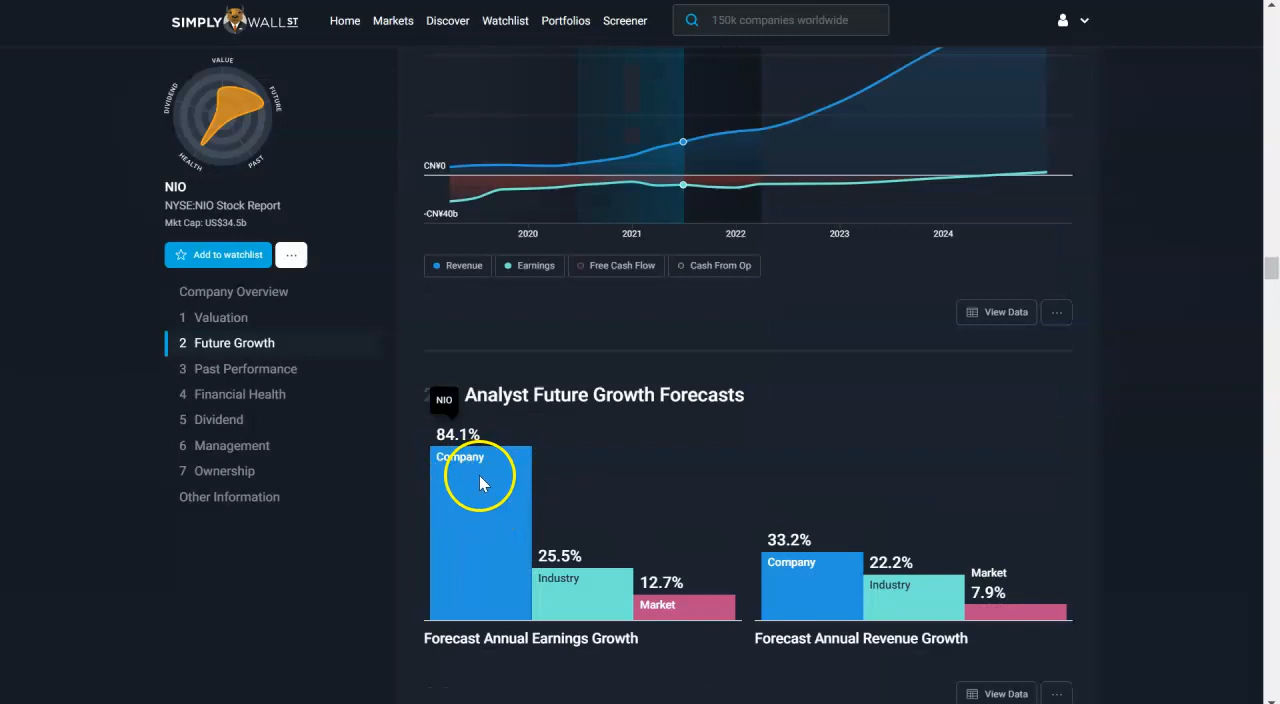 SIMPLY WALL ST
Home Markets Discover Watchlist Portfolios Screener
150k companies worldwide
VALUE
FUTURE
PAST
HEALTH
DIVIDEND
NIO
NYSE:NIO Stock Report
Mkt Cap: US$34.5b
Add to watchlist
...
Company Overview
1 Valuation
2 Future Growth
3 Past Performance
4 Financial Health
5 Dividend
6 Management
7 Ownership
Other Information
CN¥0
-CN¥40b
2020 2021 2022 2023 2024
Revenue Earnings Free Cash Flow Cash From Op
View Data ...
NIO
Analyst Future Growth Forecasts
84.1%
Company
25.5%
Industry
12.7%
Market
Forecast Annual Earnings Growth
33.2%
Company
22.2%
Industry
Market
7.9%
Forecast Annual Revenue Growth
View Data ...